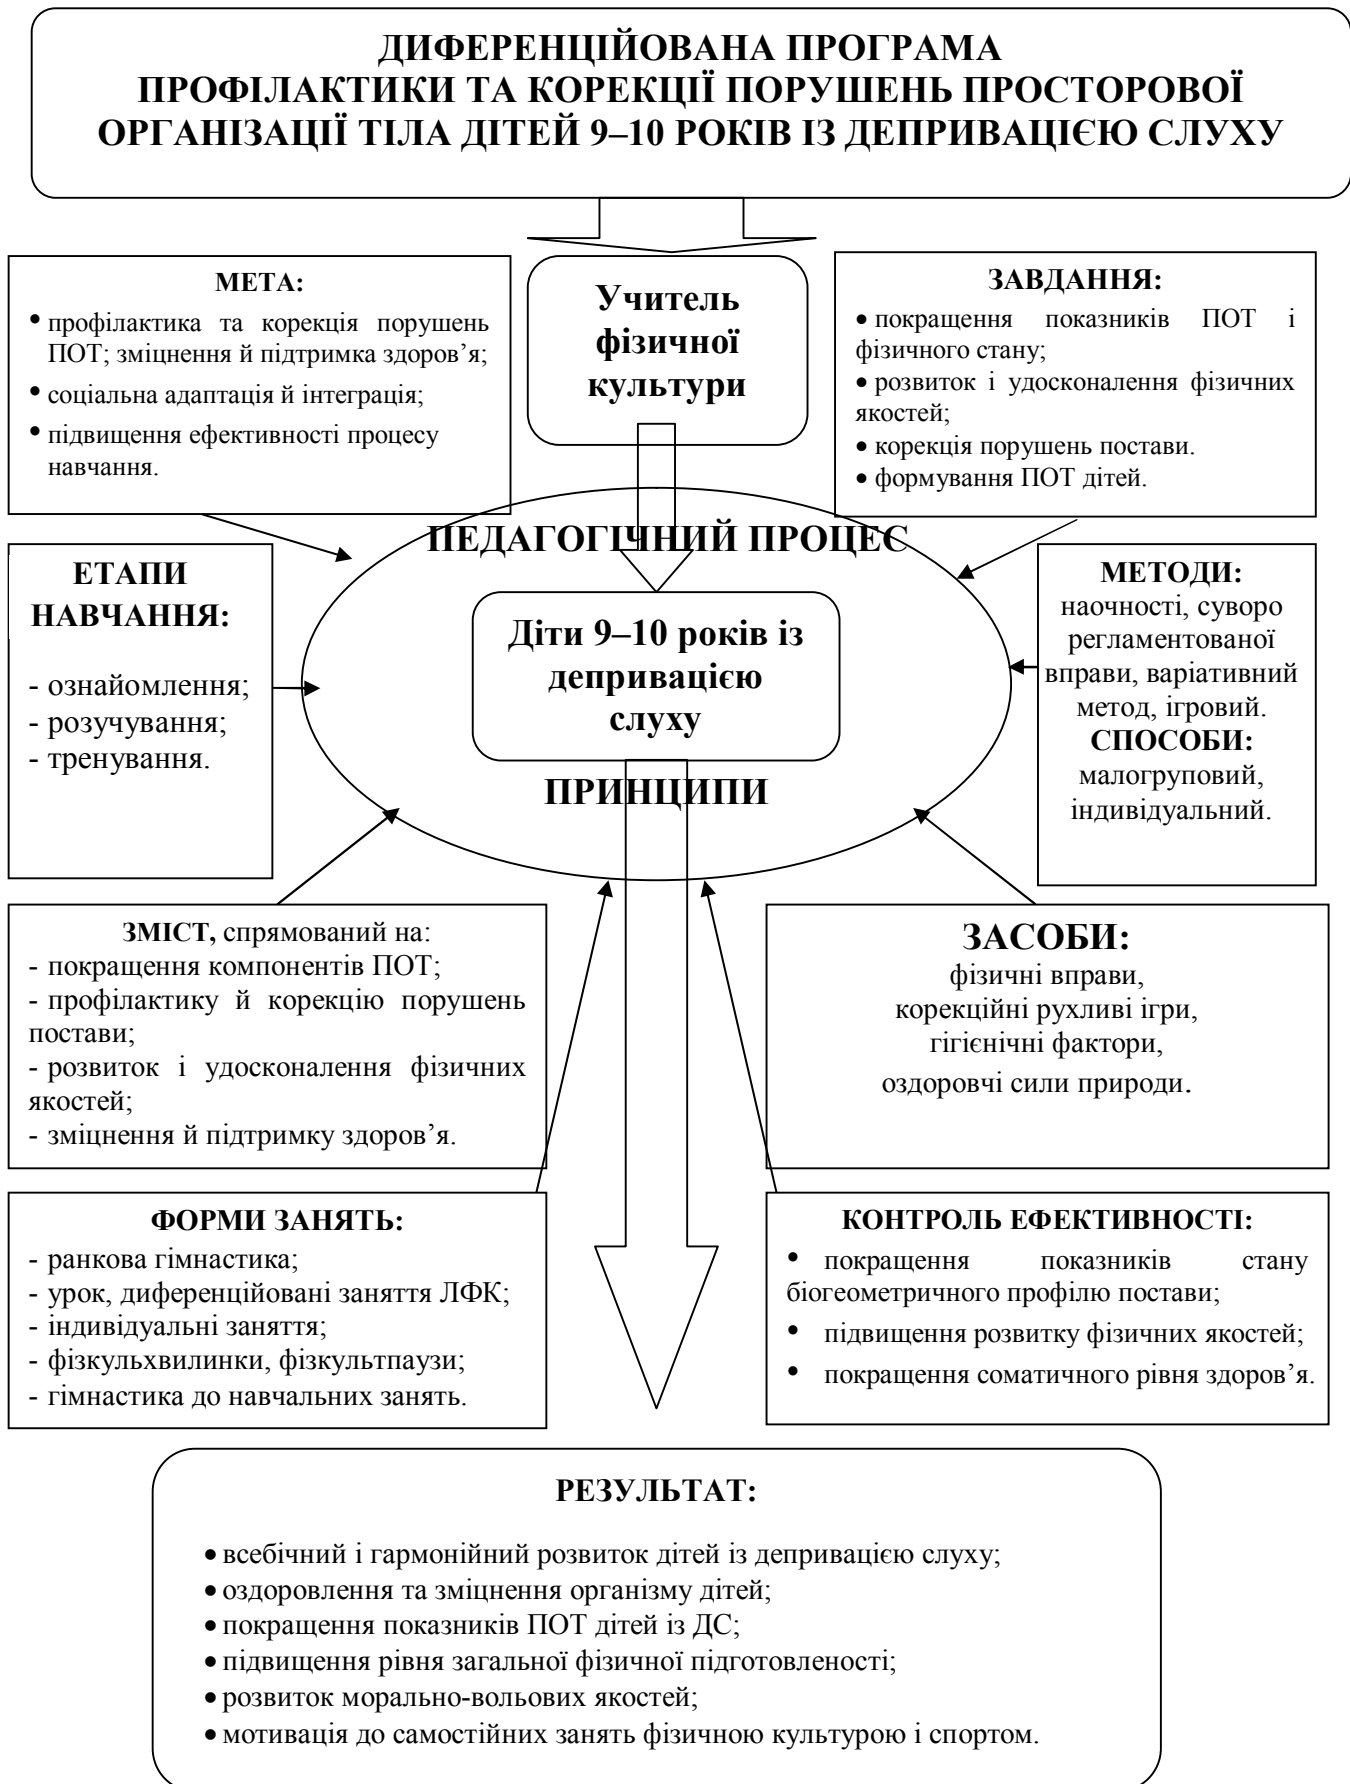 ДИФЕРЕНЦІЙОВАНА ПРОГРАМА
ПРОФІЛАКТИКИ ТА КОРЕКЦІЇ ПОРУШЕНЬ ПРОСТОРОВОЇ
ОРГАНІЗАЦІЇ ТІЛА ДІТЕЙ 9–10 РОКІВ ІЗ ДЕПРИВАЦІЄЮ СЛУХУ
МЕТА:
• профілактика та корекція порушень
ПОТ; зміцнення й підтримка здоров’я;
• соціальна адаптація й інтеграція;
• підвищення ефективності процесу
навчання.
Учитель
фізичної
культури
ЗАВДАННЯ:
• покращення показників ПОТ і
фізичного стану;
• розвиток і удосконалення фізичних
якостей;
• корекція порушень постави.
• формування ПОТ дітей.
ПЕДАГОГІЧНИЙ ПРОЦЕС
ЕТАПИ
НАВЧАННЯ:
- ознайомлення;
- розучування;
- тренування.
Діти 9–10 років із
депривацією
слуху
ПРИНЦИПИ
МЕТОДИ:
наочності, суворо
регламентованої
вправи, варіативний
метод, ігровий.
СПОСОБИ:
малогруповий,
індивідуальний.
ЗМІСТ, спрямований на:
- покращення компонентів ПОТ;
- профілактику й корекцію порушень
постави;
- розвиток і удосконалення фізичних
якостей;
- зміцнення й підтримку здоров’я.
ЗАСОБИ:
фізичні вправи,
корекційні рухливі ігри,
гігієнічні фактори,
оздоровчі сили природи.
ФОРМИ ЗАНЯТЬ:
- ранкова гімнастика;
- урок, диференційовані заняття ЛФК;
- індивідуальні заняття;
- фізкульхвилинки, фізкультпаузи;
- гімнастика до навчальних занять.
КОНТРОЛЬ ЕФЕКТИВНОСТІ:
• покращення показників стану
біогеометричного профілю постави;
• підвищення розвитку фізичних якостей;
• покращення соматичного рівня здоров’я.
РЕЗУЛЬТАТ:
• всебічний і гармонійний розвиток дітей із депривацією слуху;
• оздоровлення та зміцнення організму дітей;
• покращення показників ПОТ дітей із ДС;
• підвищення рівня загальної фізичної підготовленості;
• розвиток морально-вольових якостей;
• мотивація до самостійних занять фізичною культурою і спортом.